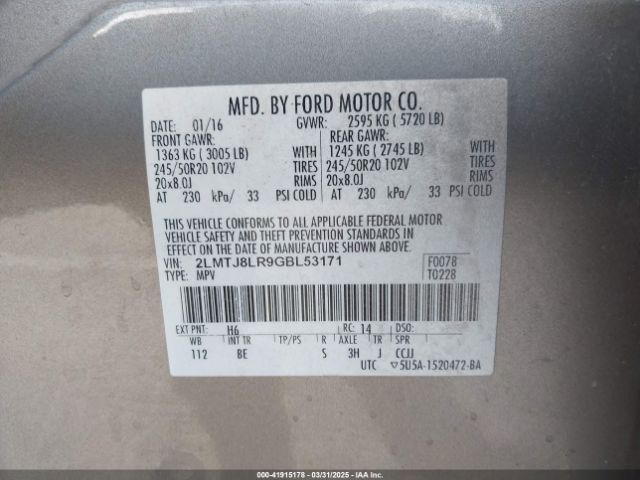 MFD. BY FORD MOTOR CO.
DATE: 01/16 GVWR: 2595 KG ( 5720 LB)
FRONT GAWR: REAR GAWR:
1363 KG ( 3005 LB) WITH 1245 KG ( 2745 LB) WITH
245/50R20 102V TIRES 245/50R20 102V TIRES
20x8.0J RIMS 20x8.0J RIMS
AT 230 kPa/ 33 PSI COLD AT 230 kPa/ 33 PSI COLD
THIS VEHICLE CONFORMS TO ALL APPLICABLE FEDERAL MOTOR
VEHICLE SAFETY AND THEFT PREVENTION STANDARDS IN
EFFECT ON THE DATE OF MANUFACTURE SHOWN ABOVE.
VIN: 2LMTJ8LR9GBL53171 F0078
TYPE: MPV T0228
EXT PNT: H6 RC: 14 DSO:
WB INT TR TP/PS R AXLE TR SPR
112 BE S 3H J CCJJ
UTC ▽5U5A-1520472-BA
000-41915178 - 03/31/2025 - IAAI, Inc.